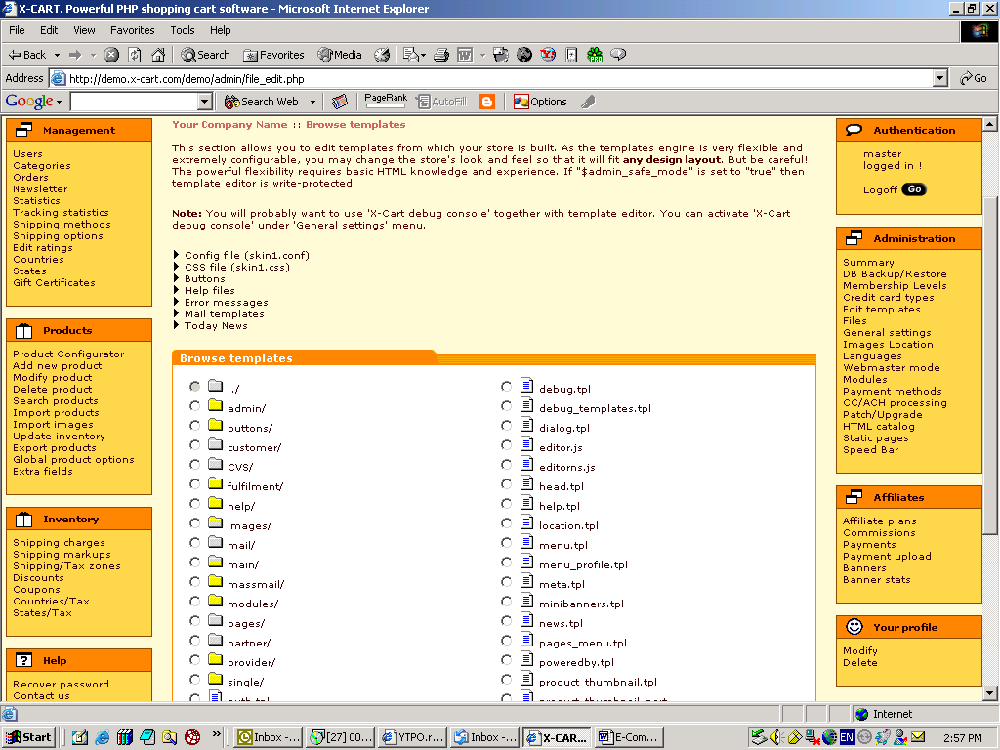 X-CART. Powerful PHP shopping cart software - Microsoft Internet Explorer
File Edit View Favorites Tools Help
Back Search Favorites Media
Address http://demo.x-cart.com/demo/admin/file_edit.php Go
Google Search Web PageRank AutoFill Options
Management
Users
Categories
Orders
Newsletter
Statistics
Tracking statistics
Shipping methods
Shipping options
Edit ratings
Countries
States
Gift Certificates
Products
Product Configurator
Add new product
Modify product
Delete product
Search products
Import products
Import images
Update inventory
Export products
Global product options
Extra fields
Inventory
Shipping charges
Shipping markups
Shipping/Tax zones
Discounts
Coupons
Countries/Tax
States/Tax
Help
Recover password
Contact us
Your Company Name :: Browse templates
This section allows you to edit templates from which your store is built. As the templates engine is very flexible and
extremely configurable, you may change the store's look and feel so that it will fit any design layout. But be careful!
The powerful flexibility requires basic HTML knowledge and experience. If "$admin_safe_mode" is set to "true" then
template editor is write-protected.
Note: You will probably want to use 'X-Cart debug console' together with template editor. You can activate 'X-Cart
debug console' under 'General settings' menu.
Config file (skin1.conf)
CSS file (skin1.css)
Buttons
Help files
Error messages
Mail templates
Today News
Browse templates
../
admin/
buttons/
customer/
CVS/
fulfilment/
help/
images/
mail/
main/
massmail/
modules/
pages/
partner/
provider/
single/
auth.tpl
debug.tpl
debug_templates.tpl
dialog.tpl
editor.js
editorns.js
head.tpl
help.tpl
location.tpl
menu.tpl
menu_profile.tpl
meta.tpl
minibanners.tpl
news.tpl
pages_menu.tpl
poweredby.tpl
product_thumbnail.tpl
Authentication
master
logged in !
Logoff Go
Administration
Summary
DB Backup/Restore
Membership Levels
Credit card types
Edit templates
Files
General settings
Images Location
Languages
Webmaster mode
Modules
Payment methods
CC/ACH processing
Patch/Upgrade
HTML catalog
Static pages
Speed Bar
Affiliates
Affiliate plans
Commissions
Payments
Payment upload
Banners
Banner stats
Your profile
Modify
Delete
Internet
Start » Inbox -... [27] 00... YTPO.r... Inbox -... X-CAR... E-Com... EN 2:57 PM